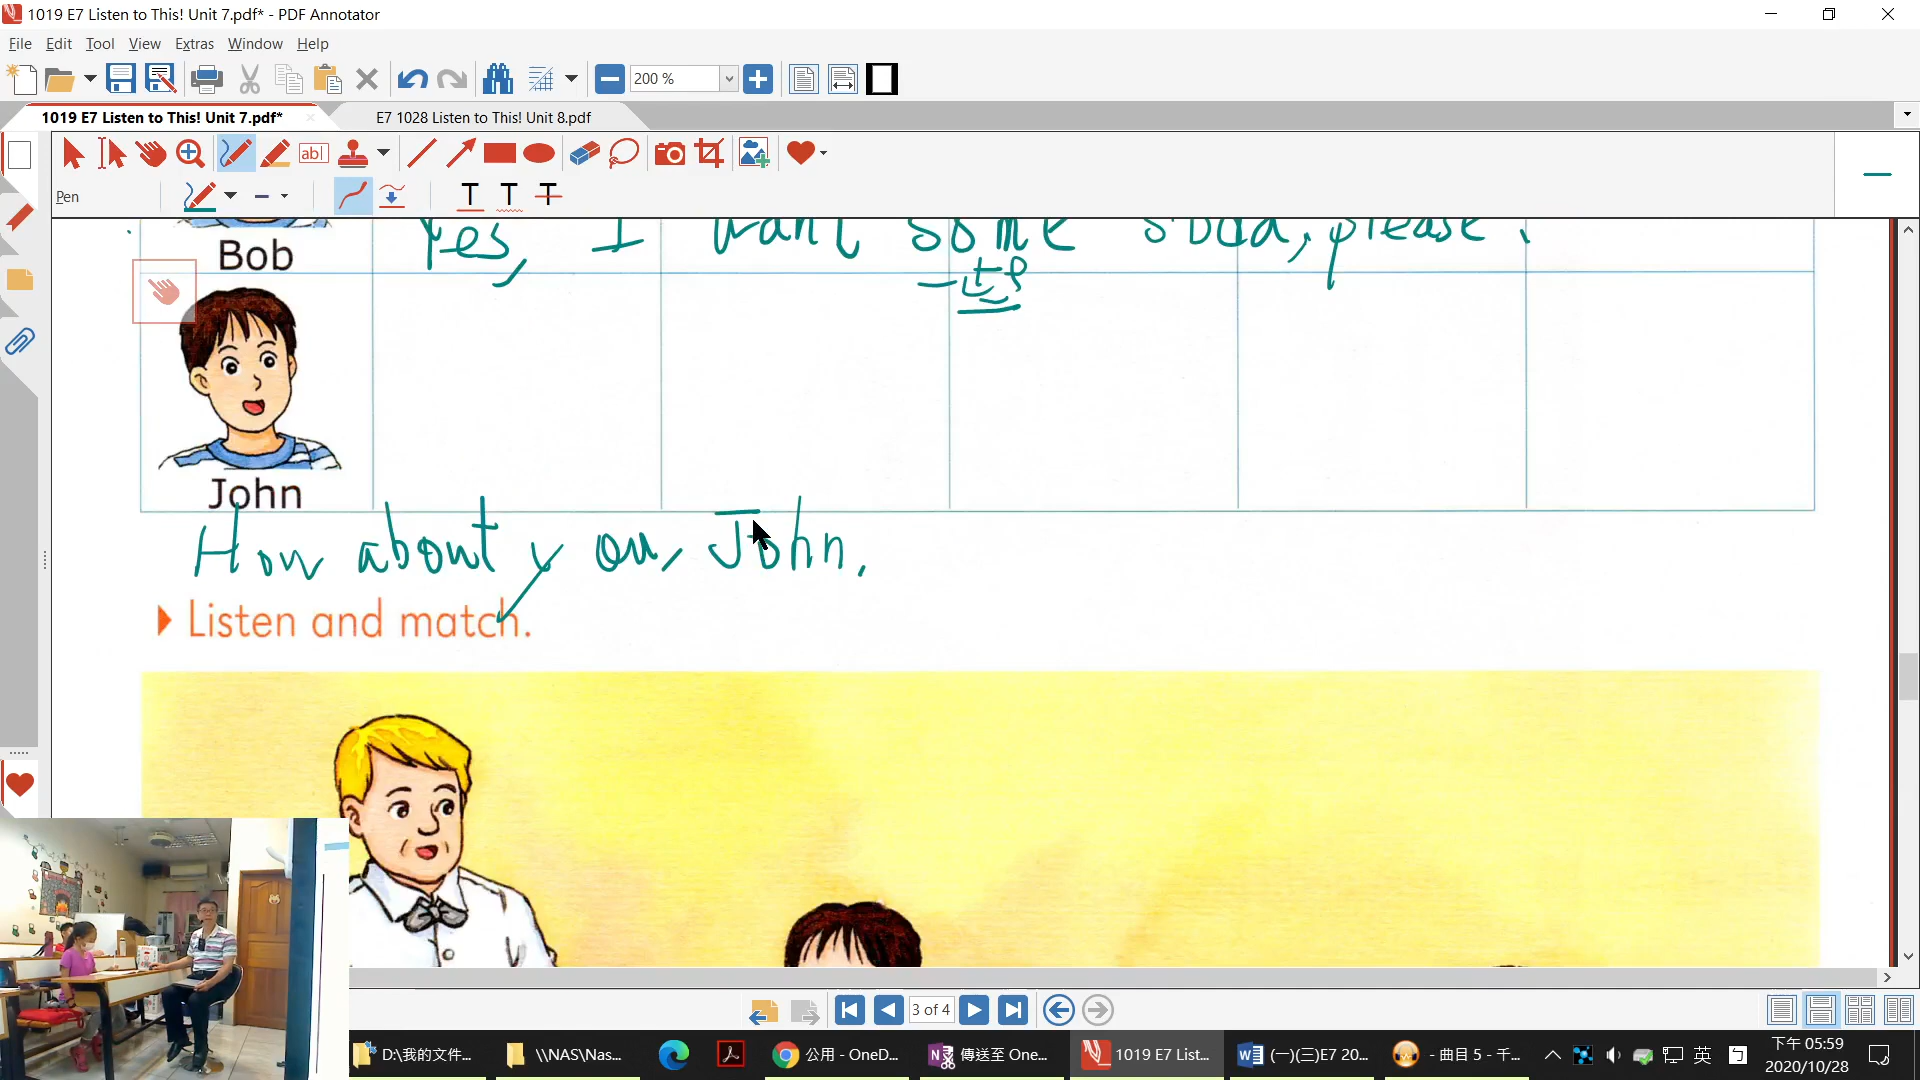 1019 E7 Listen to This! Unit 7.pdf* - PDF Annotator
File Edit Tool View Extras Window Help
200 %
1019 E7 Listen to This! Unit 7.pdf* E7 1028 Listen to This! Unit 8.pdf
ab|
Pen T T T
Yes, I want some soda, please.
Bob
John
How about you, John.
Listen and match.
3 of 4
D:\我的文件... \\NAS\Nas... 公用 - OneD... 傳送至 One... 1019 E7 List... (一)(三)E7 20... - 曲目 5 - 千... 英 下午 05:59
2020/10/28